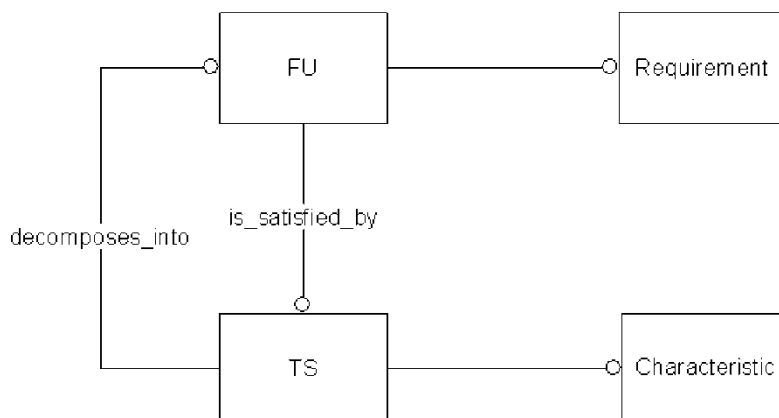 FU
Requirement
is_satisfied_by
decomposes_into
TS
Characteristic